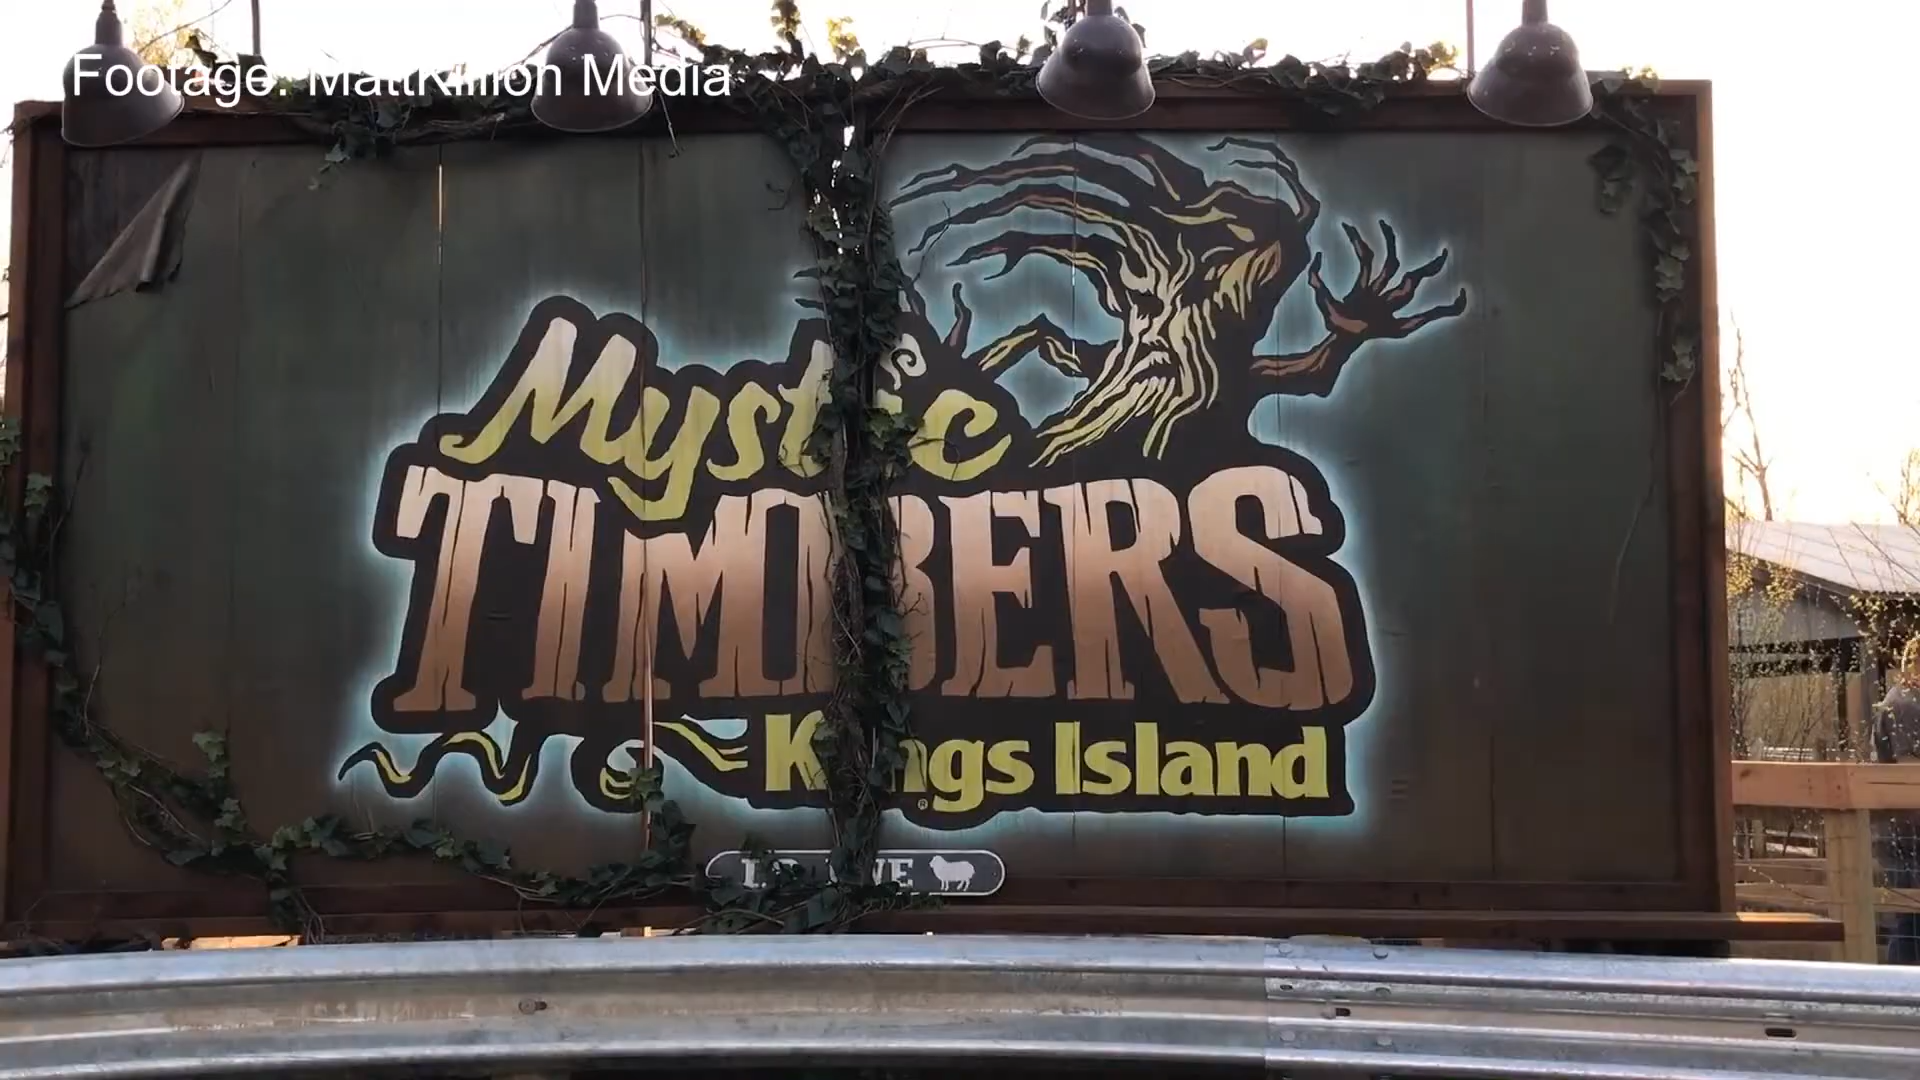 Footage: MattKillion Media
Mystic
TIMBERS
Kings Island
®